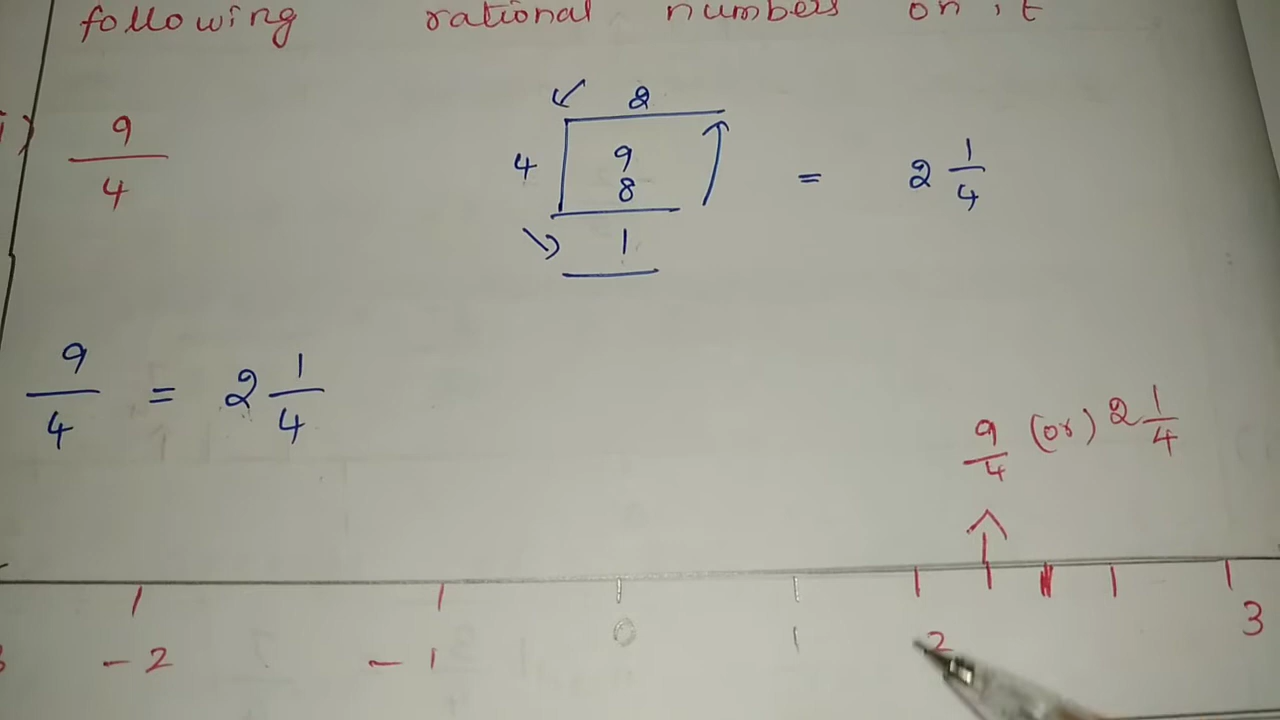 following rational numbers on it
i) 9/4
2
4 9
8
1
= 2 1/4
9/4 = 2 1/4
9/4 (or) 2 1/4
-2 -1 0 1 2 3